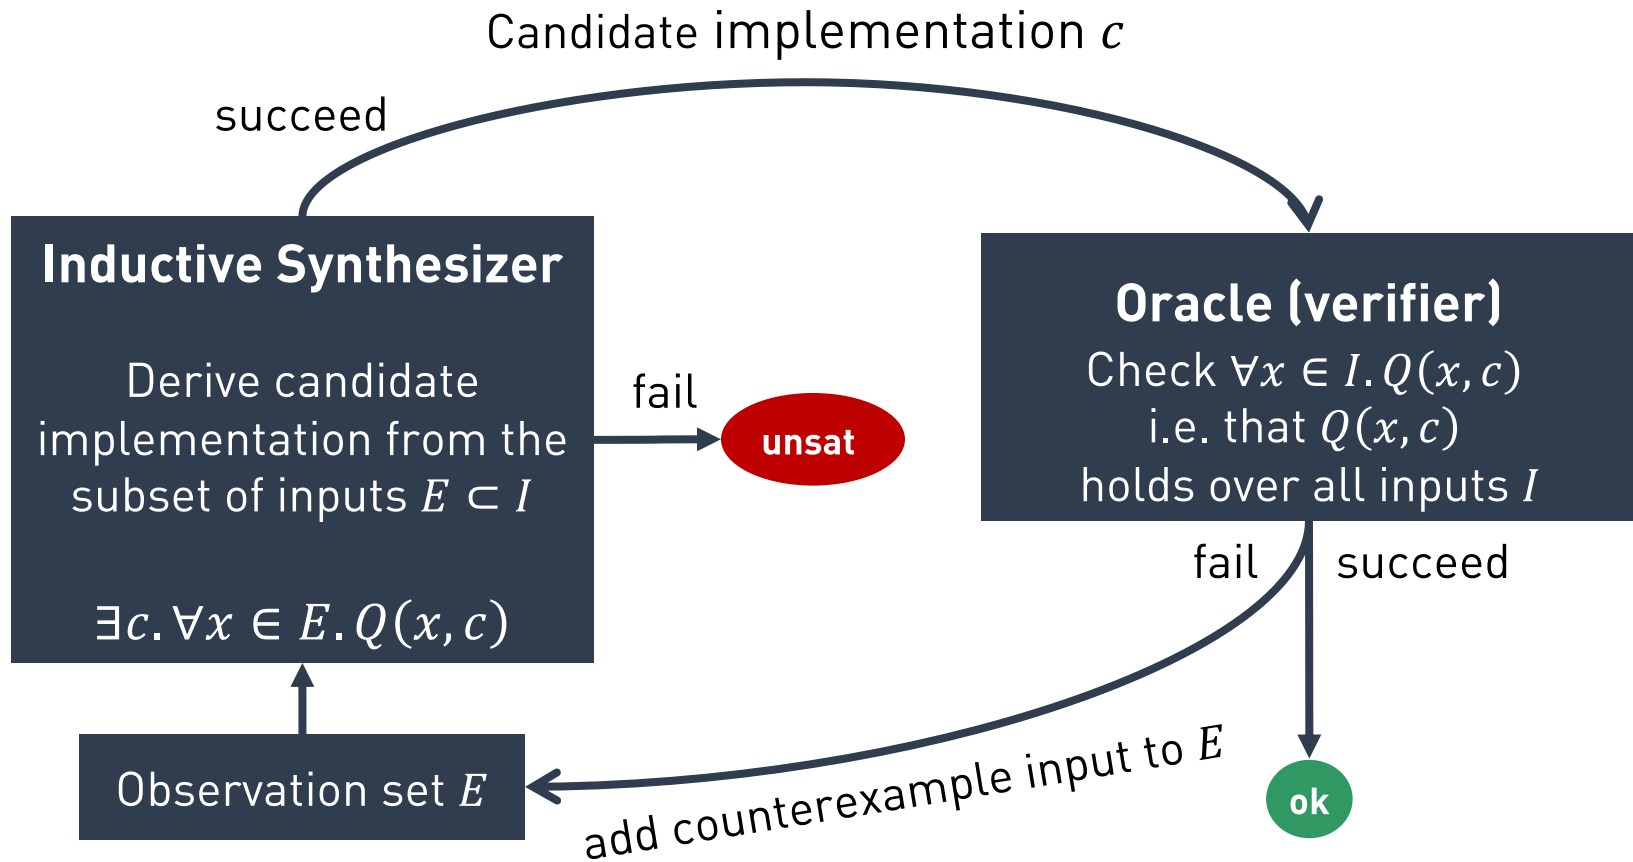 Candidate implementation c
succeed
Inductive Synthesizer
Derive candidate
implementation from the
subset of inputs E ⊂ I
∃c. ∀x ∈ E. Q(x, c)
fail
unsat
Oracle (verifier)
Check ∀x ∈ I. Q(x, c)
i.e. that Q(x, c)
holds over all inputs I
fail
succeed
Observation set E
add counterexample input to E
ok